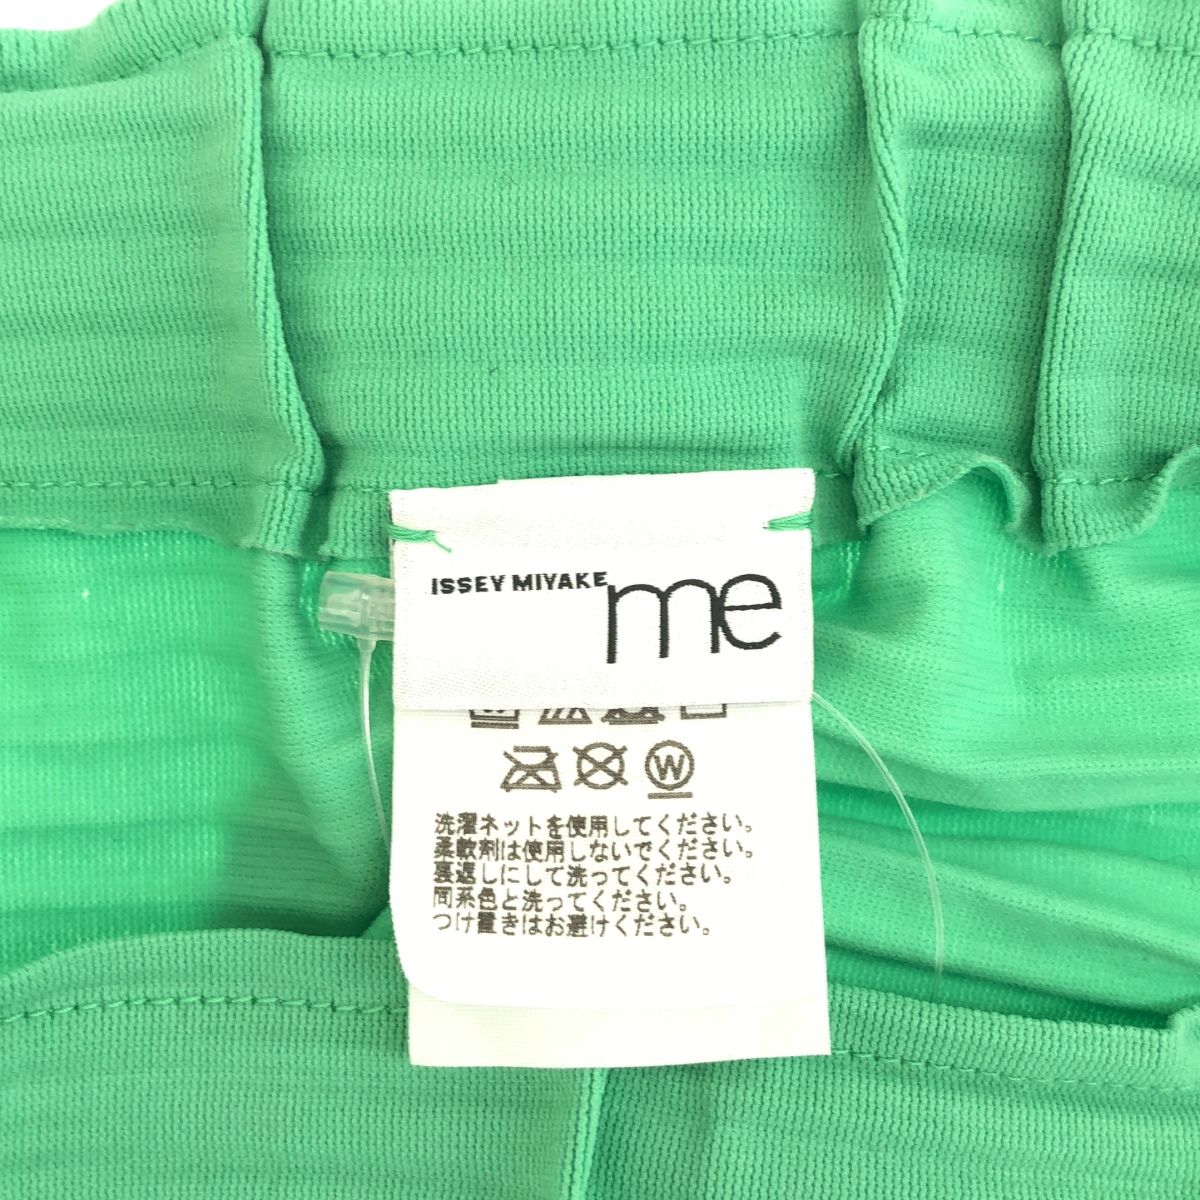 ISSEY MIYAKE me
W
洗濯ネットを使用してください。
柔軟剤は使用しないでください。
裏返しにして洗ってください。
同系色と洗ってください。
つけ置きはお避けください。